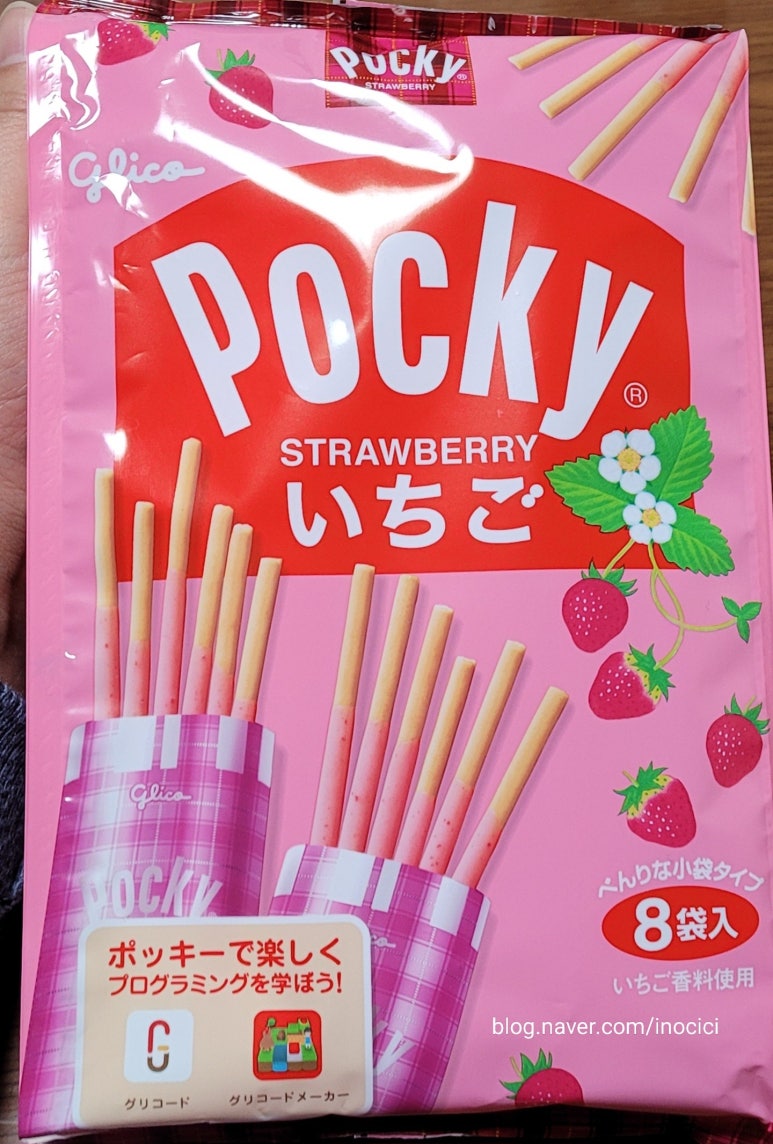 Pocky®
STRAWBERRY
Glico
Pocky®
STRAWBERRY
いちご
Glico
POCKY
べんりな小袋タイプ
8袋入
いちご香料使用
ポッキーで楽しく
プログラミングを学ぼう!
グリコード
グリコードメーカー
blog.naver.com/inocici